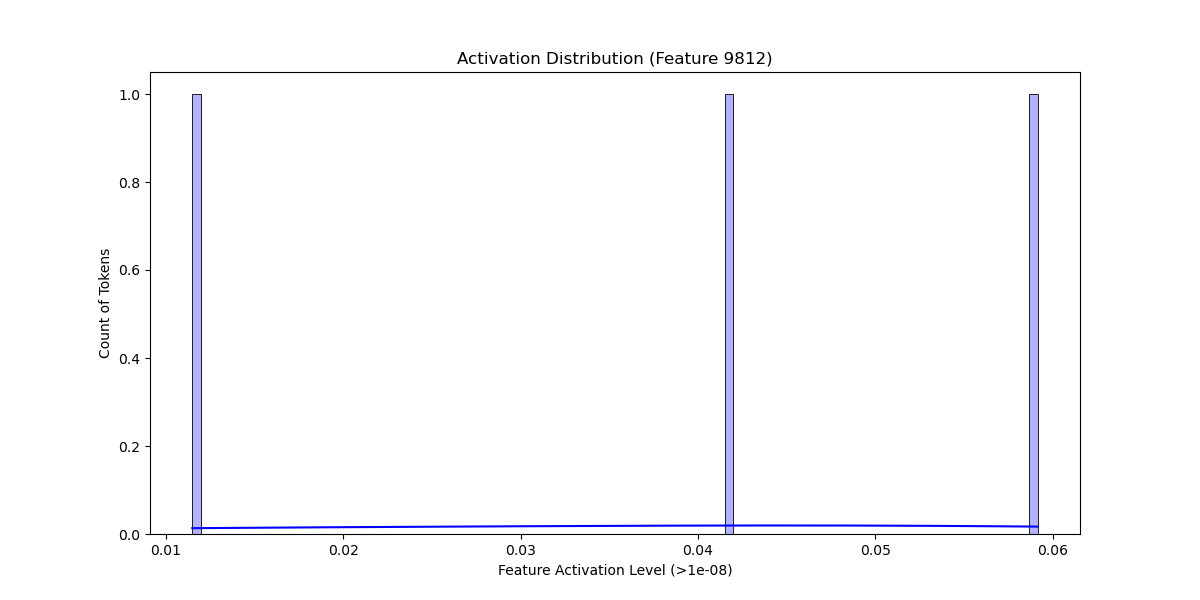 Activation Distribution (Feature 9812)
Count of Tokens
1.0
0.8
0.6
0.4
0.2
0.0
0.01 0.02 0.03 0.04 0.05 0.06
Feature Activation Level (>1e-08)